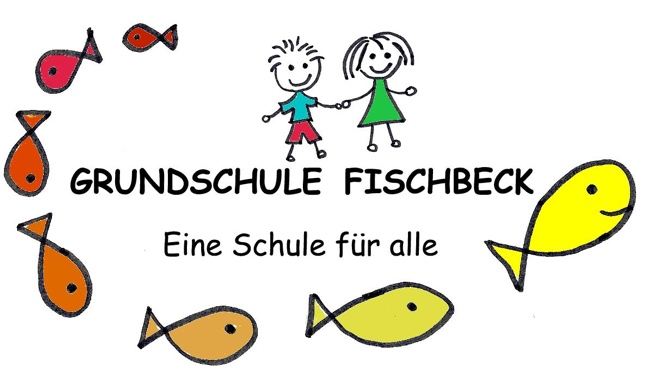 GRUNDSCHULE FISCHBECK
Eine Schule für alle